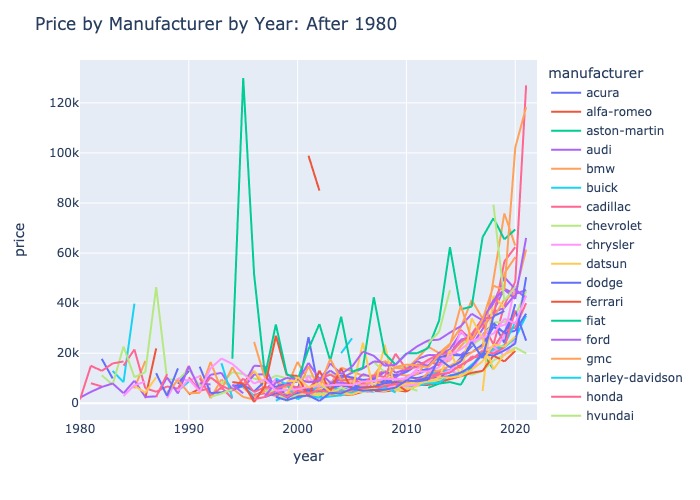 Price by Manufacturer by Year: After 1980
manufacturer
acura
alfa-romeo
aston-martin
audi
bmw
buick
cadillac
chevrolet
chrysler
datsun
dodge
ferrari
fiat
ford
gmc
harley-davidson
honda
120k
100k
80k
60k
40k
20k
0
price
1980
1990
2000
2010
2020
year